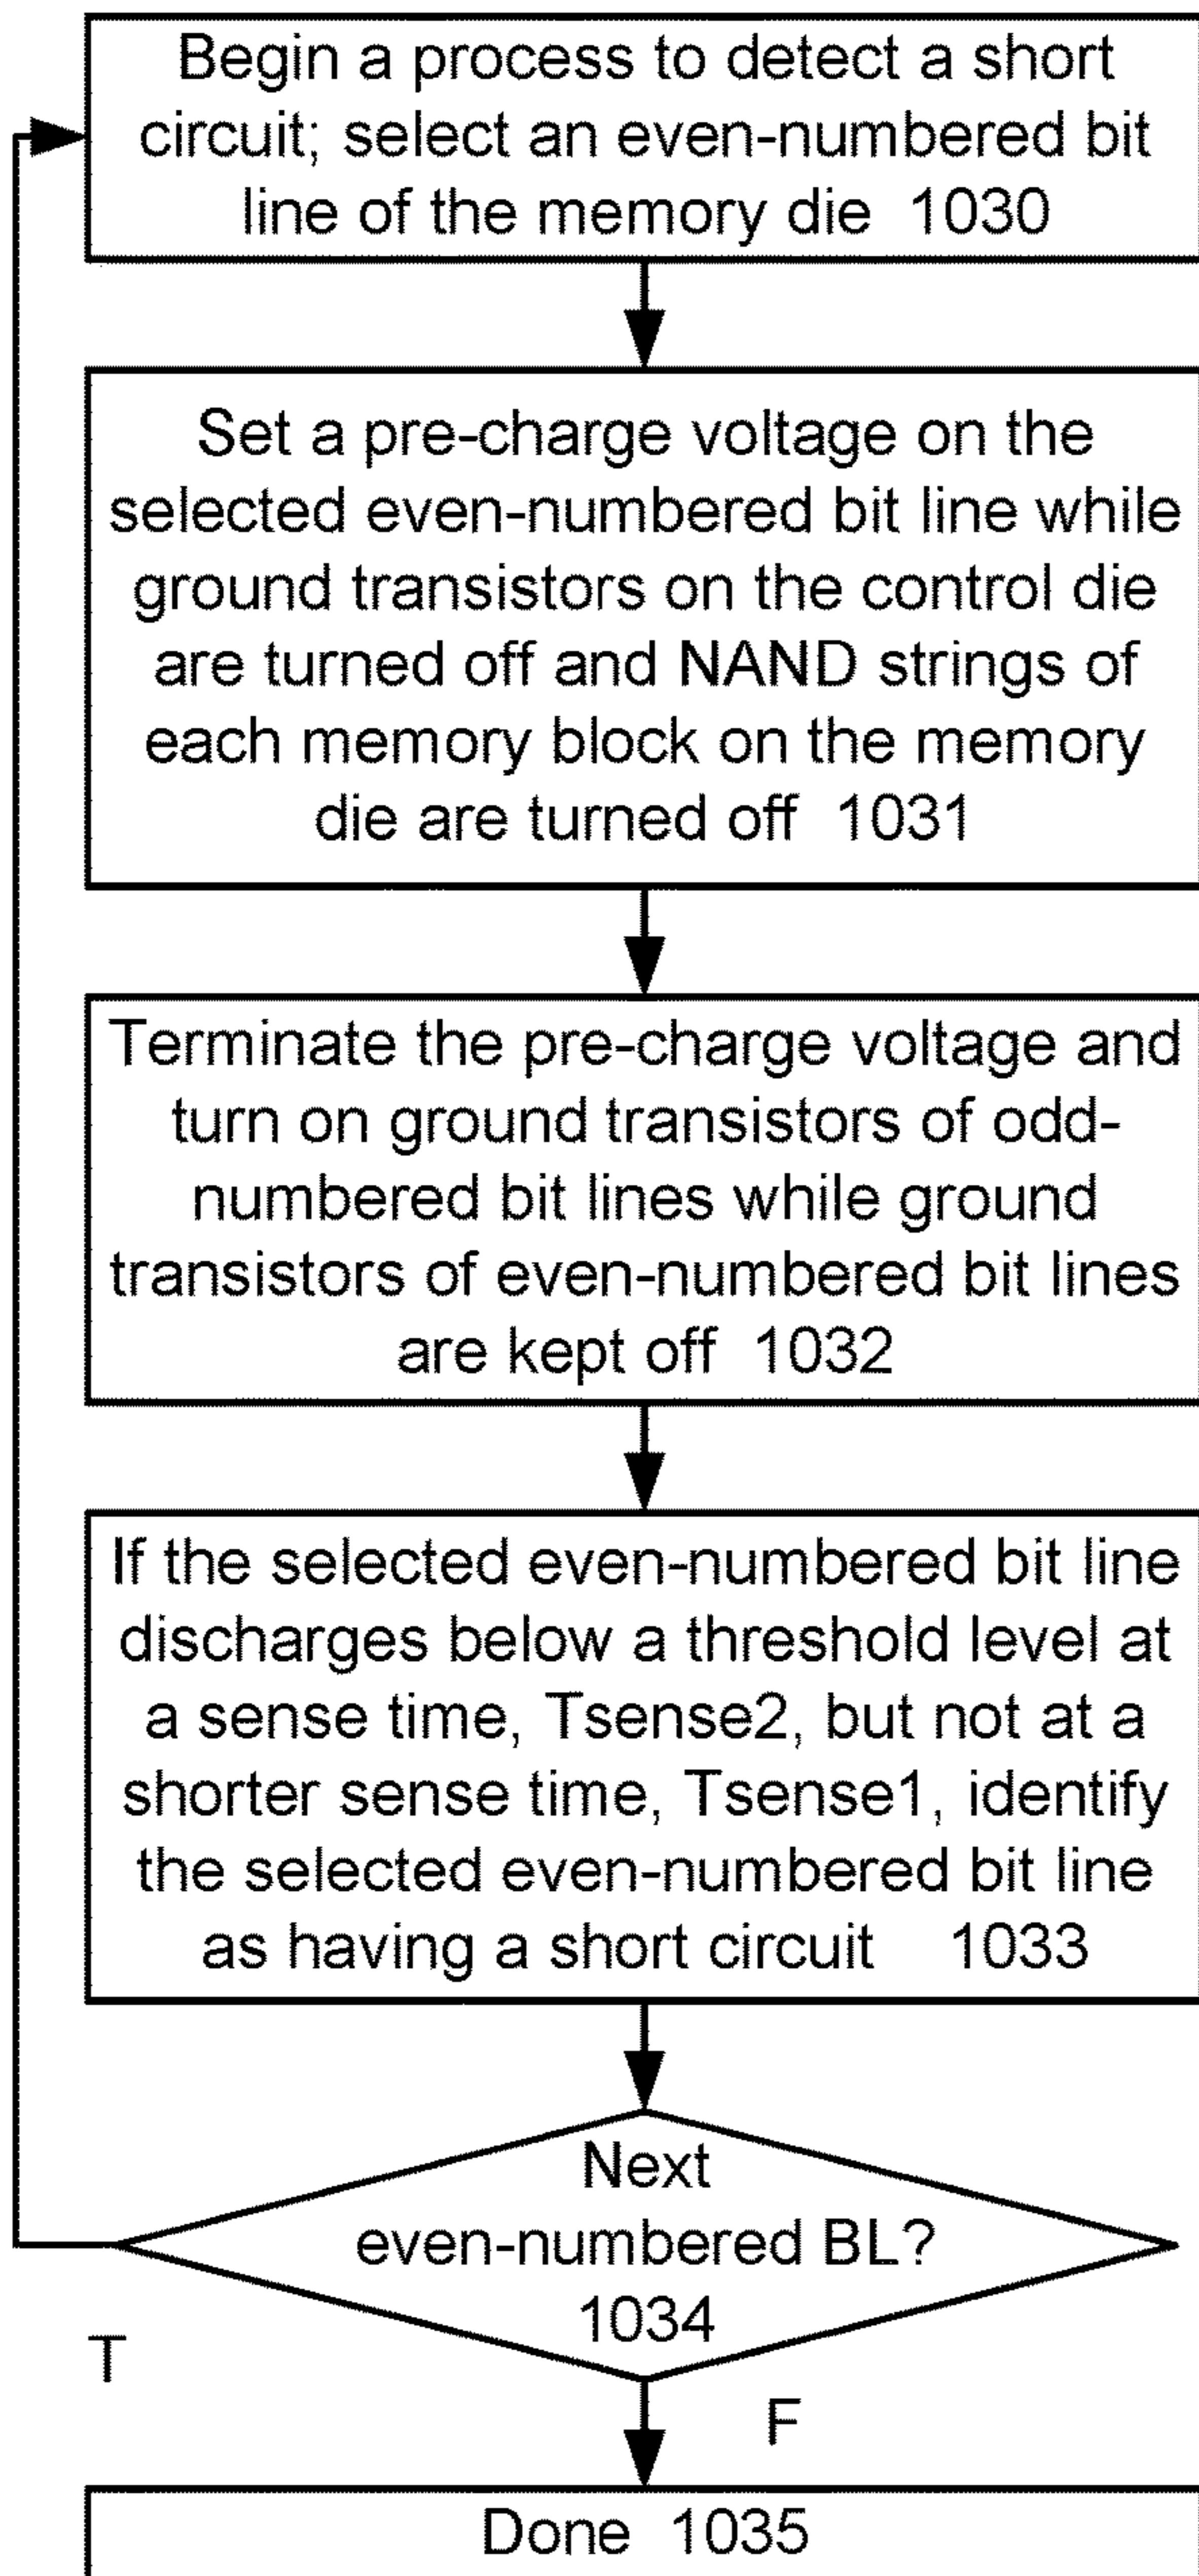 Begin a process to detect a short
circuit; select an even-numbered bit
line of the memory die 1030
Set a pre-charge voltage on the
selected even-numbered bit line while
ground transistors on the control die
are turned off and NAND strings of
each memory block on the memory
die are turned off 1031
Terminate the pre-charge voltage and
turn on ground transistors of odd-
numbered bit lines while ground
transistors of even-numbered bit lines
are kept off 1032
If the selected even-numbered bit line
discharges below a threshold level at
a sense time, Tsense2, but not at a
shorter sense time, Tsense1, identify
the selected even-numbered bit line
as having a short circuit 1033
Next
even-numbered BL?
1034
T
F
Done 1035